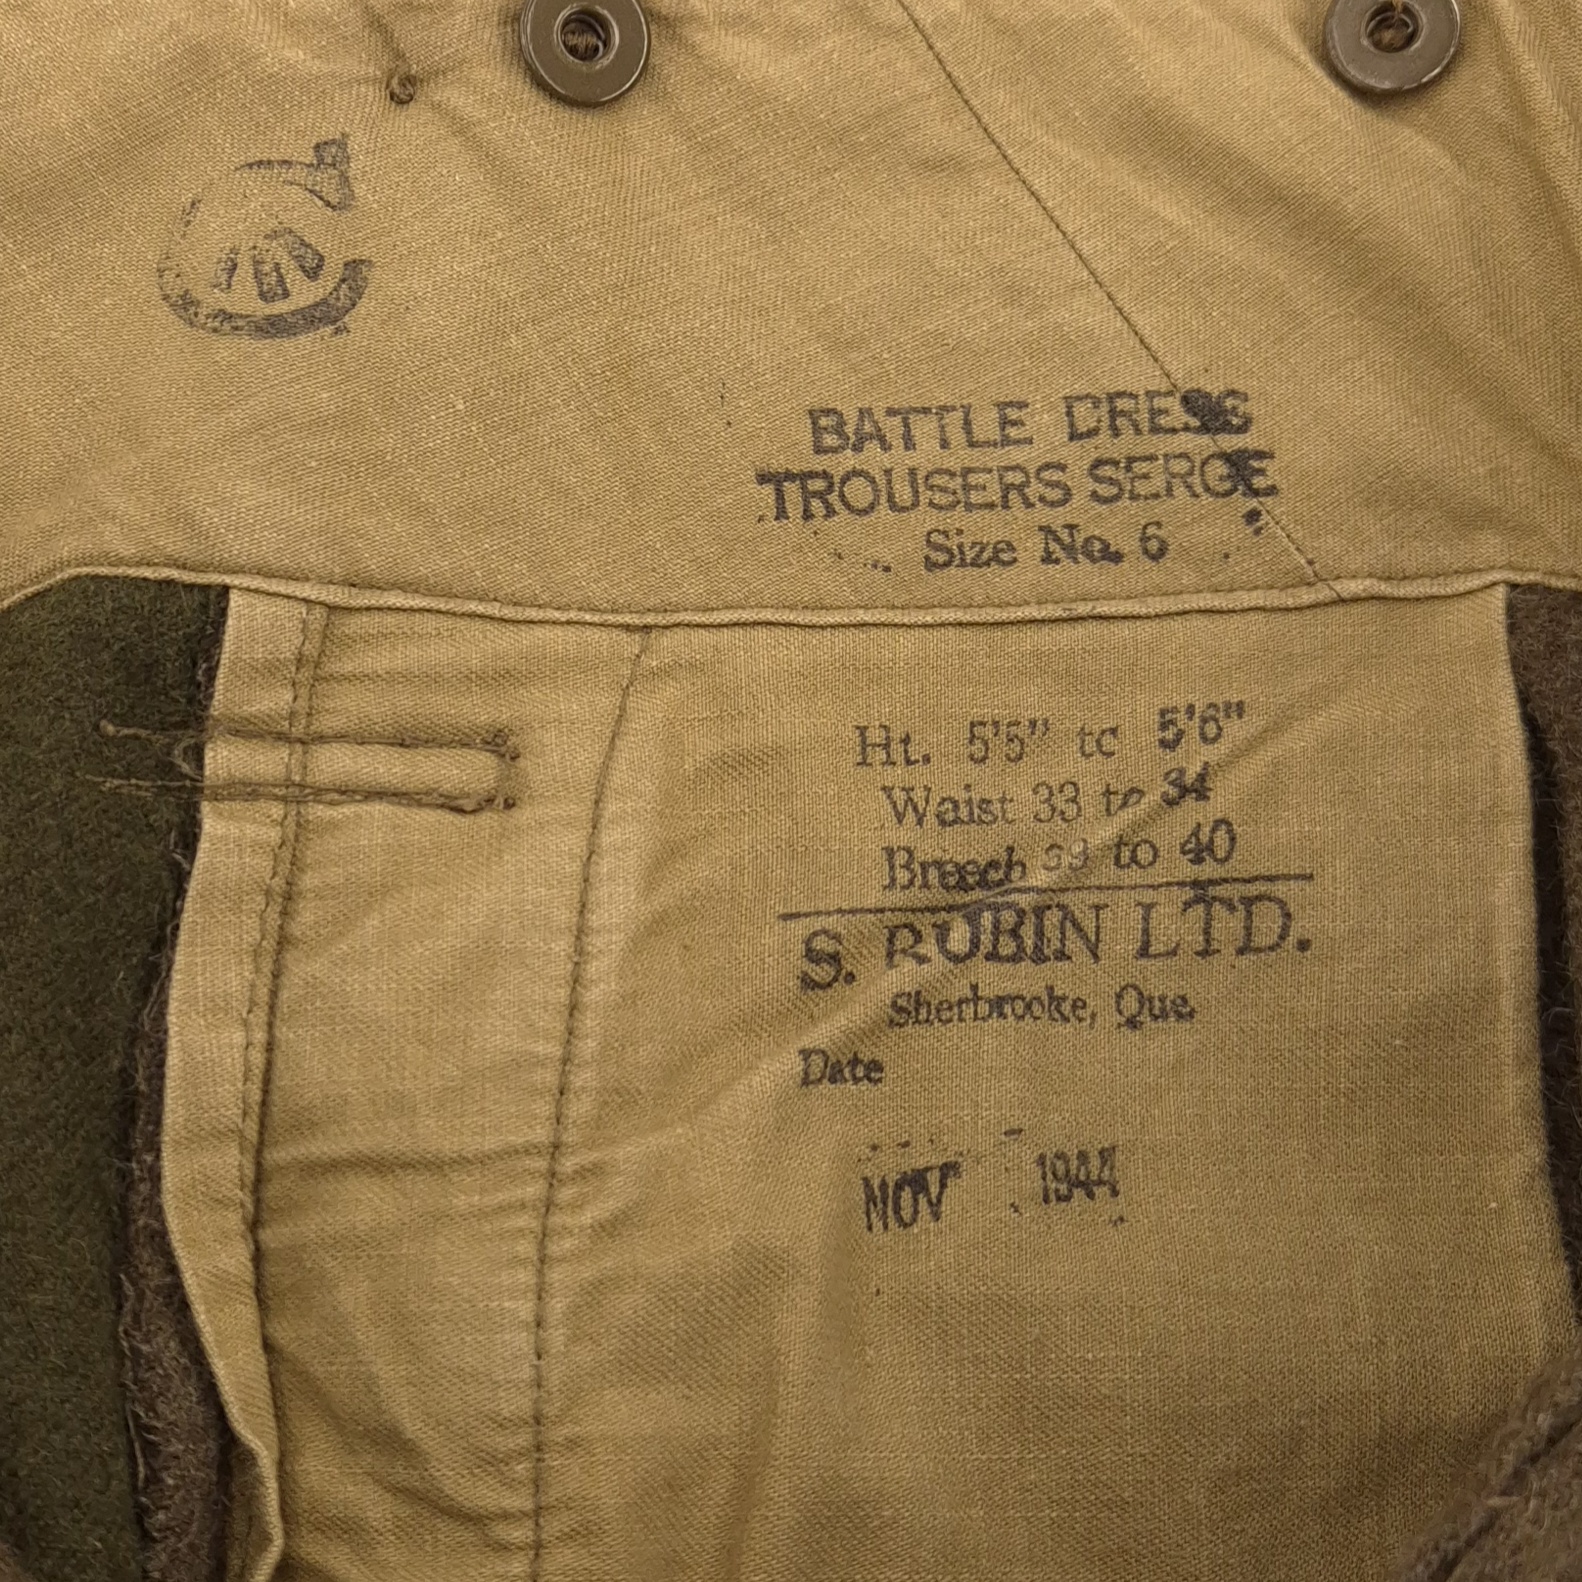 BATTLE DRESS
TROUSERS SERGE
Size No. 6
Ht. 5'5" to 5'6"
Waist 33 to 34
Breech 39 to 40
S. RUBIN LTD.
Sherbrooke, Que.
Date
NOV 1944